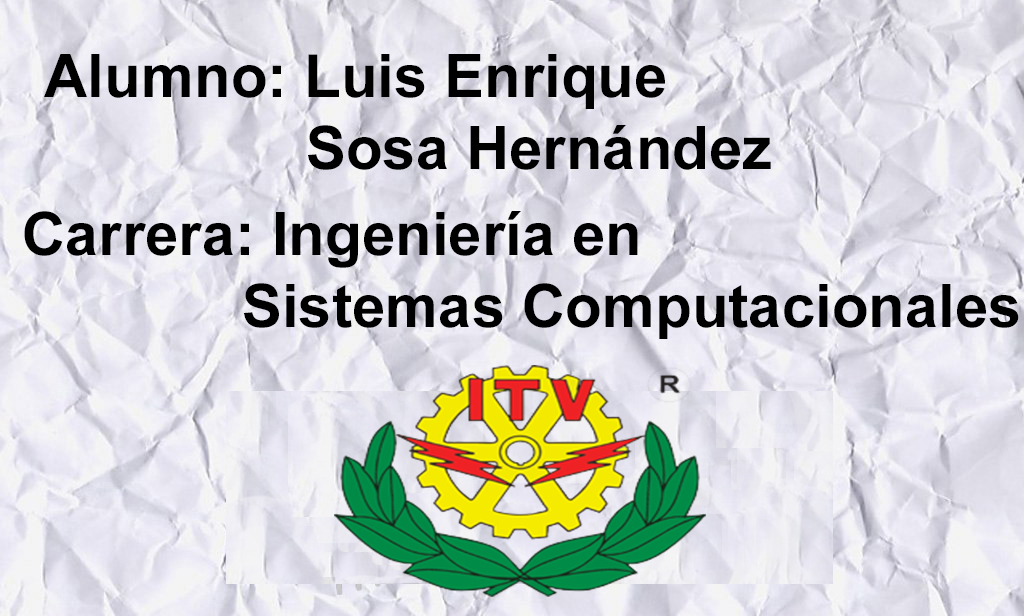 Alumno: Luis Enrique
Sosa Hernández
Carrera: Ingeniería en
Sistemas Computacionales
R
ITV